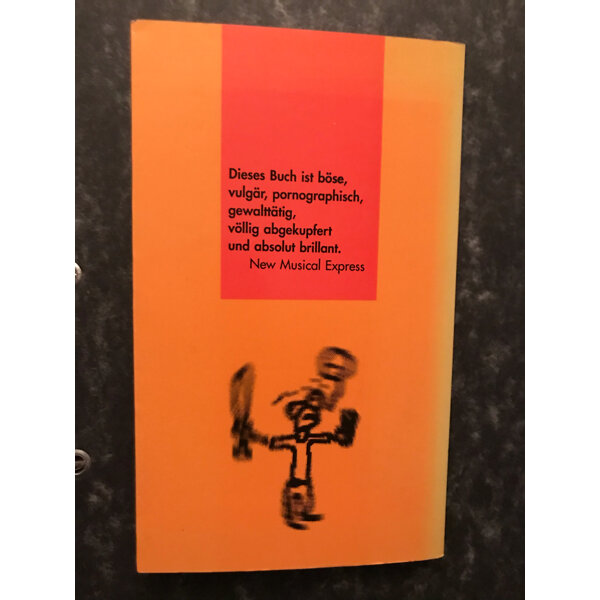 Dieses Buch ist böse,
vulgär, pornographisch,
gewalttätig,
völlig abgekupfert
und absolut brillant.
New Musical Express